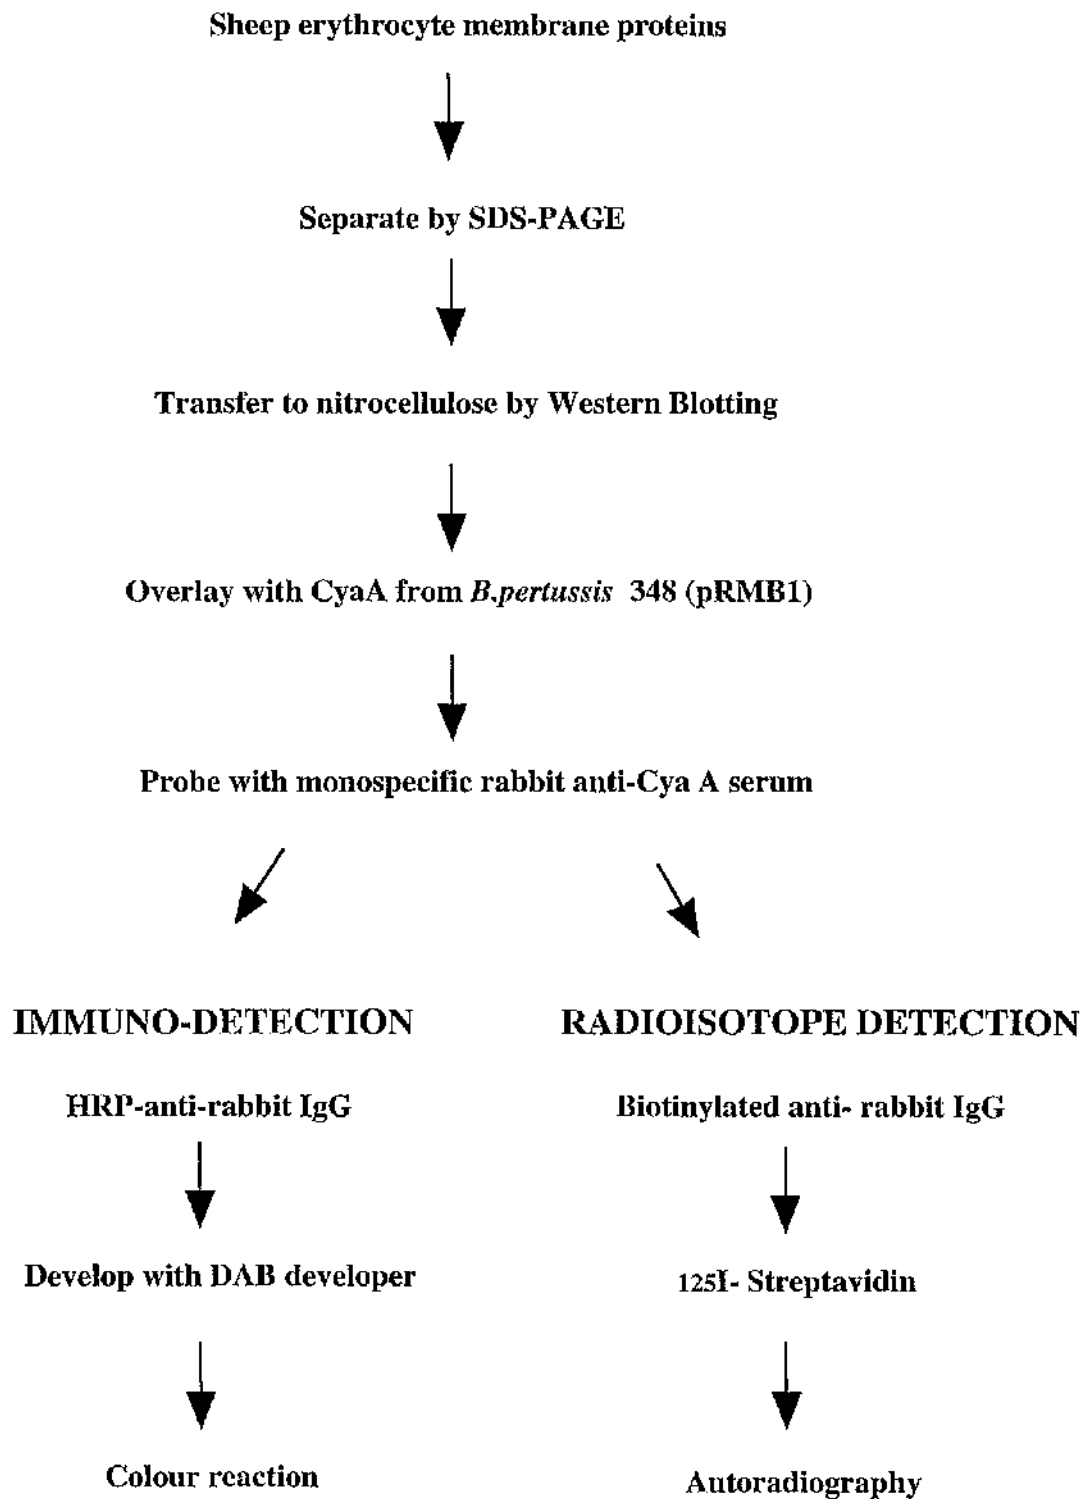 Sheep erythrocyte membrane proteins
Separate by SDS-PAGE
Transfer to nitrocellulose by Western Blotting
Overlay with CyaA from B.pertussis 348 (pRMB1)
Probe with monospecific rabbit anti-Cya A serum
IMMUNO-DETECTION
HRP-anti-rabbit IgG
Develop with DAB developer
Colour reaction
RADIOISOTOPE DETECTION
Biotinylated anti- rabbit IgG
125I- Streptavidin
Autoradiography